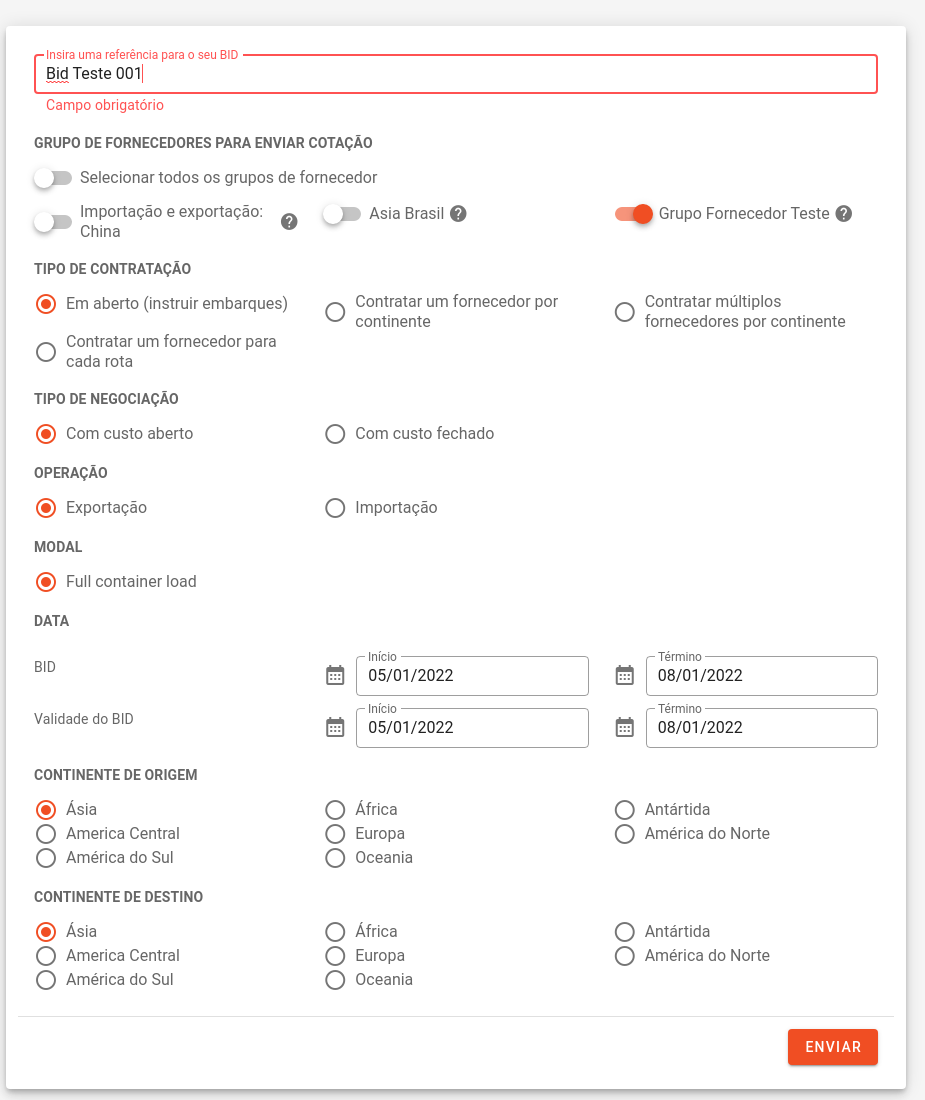 Insira uma referência para o seu BID
Bid Teste 001
Campo obrigatório
GRUPO DE FORNECEDORES PARA ENVIAR COTAÇÃO
Selecionar todos os grupos de fornecedor
Importação e exportação:
China
Asia Brasil
Grupo Fornecedor Teste
TIPO DE CONTRATAÇÃO
Em aberto (instruir embarques)
Contratar um fornecedor por
continente
Contratar múltiplos
fornecedores por continente
Contratar um fornecedor para
cada rota
TIPO DE NEGOCIAÇÃO
Com custo aberto
Com custo fechado
OPERAÇÃO
Exportação
Importação
MODAL
Full container load
DATA
BID
Início
05/01/2022
Término
08/01/2022
Validade do BID
Início
05/01/2022
Término
08/01/2022
CONTINENTE DE ORIGEM
Ásia
África
Antártida
America Central
Europa
América do Norte
América do Sul
Oceania
CONTINENTE DE DESTINO
Ásia
África
Antártida
America Central
Europa
América do Norte
América do Sul
Oceania
ENVIAR